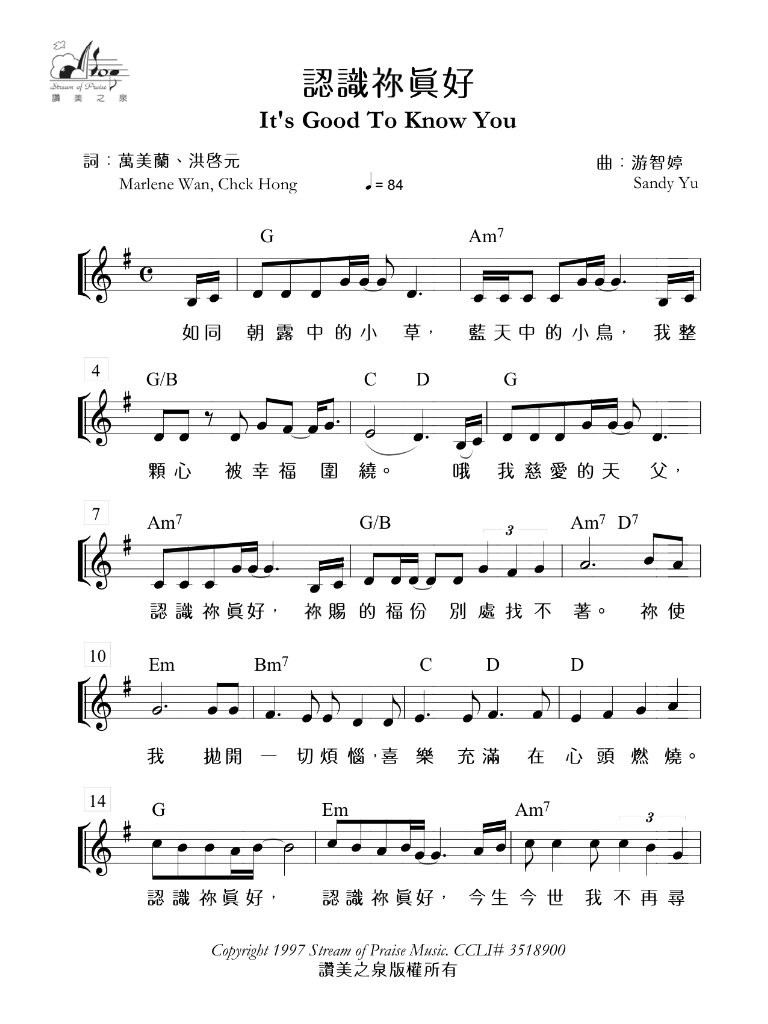 Stream of Praise
讚美之泉
認識祢眞好
It's Good To Know You
詞：萬美蘭、洪啓元
曲：游智婷
Marlene Wan, Chck Hong
♩= 84
Sandy Yu
G Am7
如同 朝露中的小草， 藍天中的小鳥，我整
4
G/B C D G
顆心 被幸福 圍繞。 哦 我慈愛的天父，
7
Am7 G/B 3 Am7 D7
認識祢眞好， 祢賜的福份 別處找不著。 祢使
10
Em Bm7 C D D
我 拋開一切煩惱，喜樂充滿在心頭燃燒。
14
G Em Am7 3
認識祢眞好， 認識祢眞好，今生今世我不再尋
Copyright 1997 Stream of Praise Music. CCLI# 3518900
讚美之泉版權所有